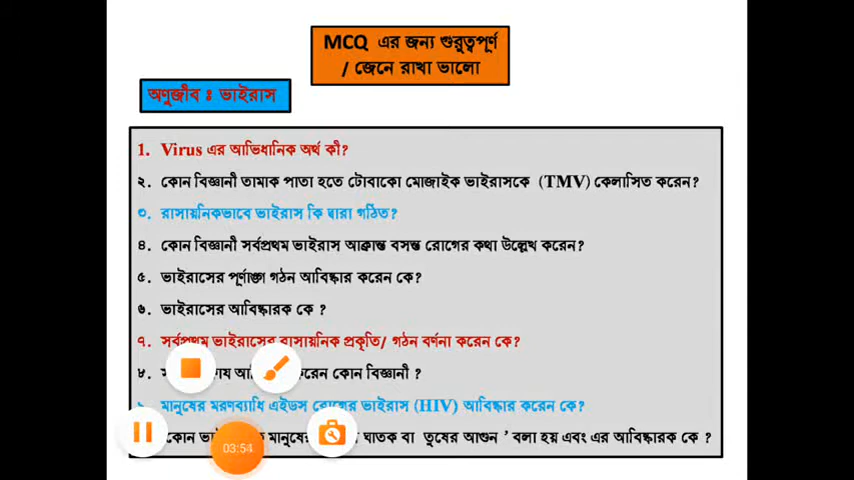 MCQ এর জন্য গুরুত্বপূর্ণ
/ জেনে রাখা ভালো
অণুজীব ঃ ভাইরাস
1. Virus এর আভিধানিক অর্থ কী?
২. কোন বিজ্ঞানী তামাক পাতা হতে টোবাকো মোজাইক ভাইরাসকে (TMV) কেলাসিত করেন?
৩. রাসায়নিকভাবে ভাইরাস কি দ্বারা গঠিত?
৪. কোন বিজ্ঞানী সর্বপ্রথম ভাইরাস আক্রান্ত বসন্ত রোগের কথা উল্লেখ করেন?
৫. ভাইরাসের পূর্ণাঙ্গ গঠন আবিষ্কার করেন কে?
৬. ভাইরাসের আবিষ্কারক কে ?
৭. সর্বপ্রথম ভাইরাসের রাসায়নিক প্রকৃতি/ গঠন বর্ণনা করেন কে?
৮. করেন কোন বিজ্ঞানী ?
মানুষের মরণব্যাধি এইডস রোগের ভাইরাস (HIV) আবিষ্কার করেন কে?
কোন মানুষের ঘাতক বা তুষের আগুন ’ বলা হয় এবং এর আবিষ্কারক কে ?
03:54